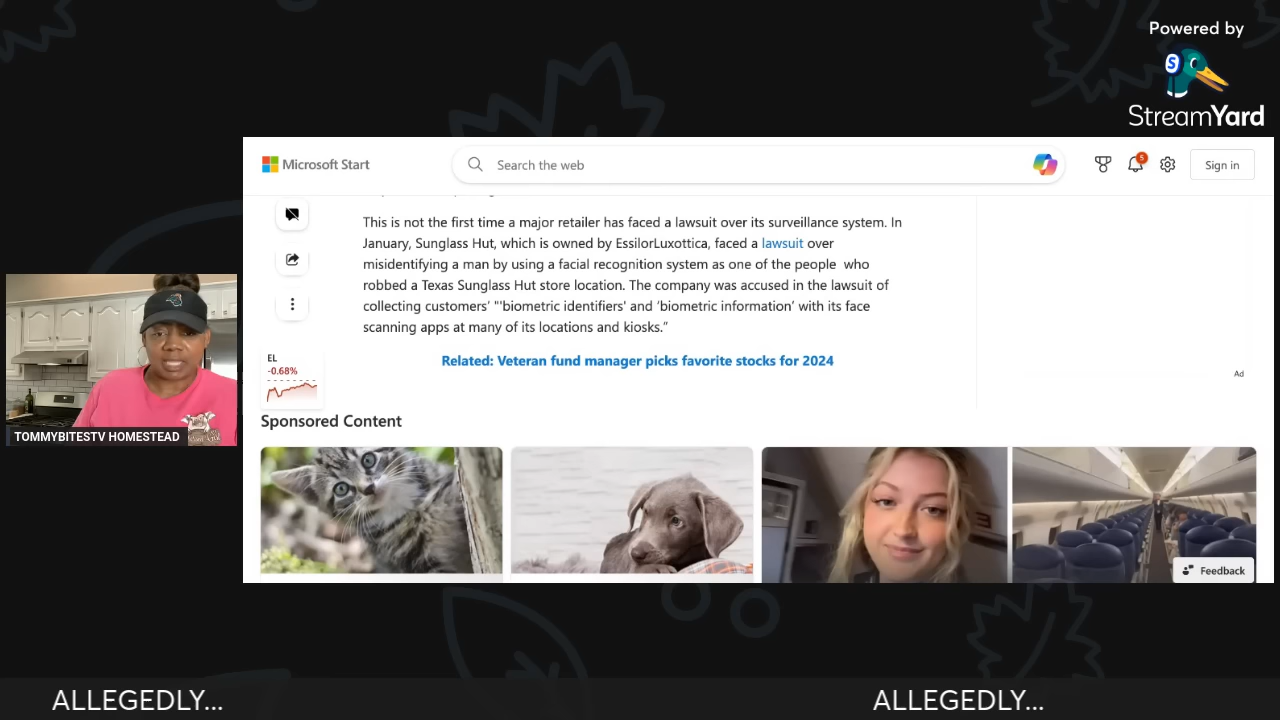 Powered by
StreamYard
Microsoft Start
Search the web
5
Sign in
This is not the first time a major retailer has faced a lawsuit over its surveillance system. In
January, Sunglass Hut, which is owned by EssilorLuxottica, faced a lawsuit over
misidentifying a man by using a facial recognition system as one of the people who
robbed a Texas Sunglass Hut store location. The company was accused in the lawsuit of
collecting customers’ "'biometric identifiers' and ‘biometric information’ with its face
scanning apps at many of its locations and kiosks.”
EL
-0.68%
Related: Veteran fund manager picks favorite stocks for 2024
Ad
Sponsored Content
TOMMYBITESTV HOMESTEAD
Feedback
ALLEGEDLY...
ALLEGEDLY...